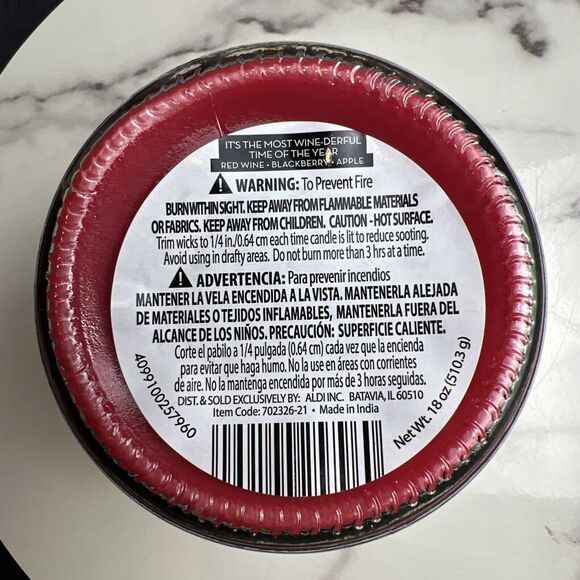 IT'S THE MOST WINE-DERFUL
TIME OF THE YEAR
RED WINE • BLACKBERRY • APPLE
WARNING: To Prevent Fire
BURN WITHIN SIGHT. KEEP AWAY FROM FLAMMABLE MATERIALS
OR FABRICS. KEEP AWAY FROM CHILDREN. CAUTION - HOT SURFACE.
Trim wicks to 1/4 in./0.64 cm each time candle is lit to reduce sooting.
Avoid using in drafty areas. Do not burn more than 3 hrs at a time.
ADVERTENCIA: Para prevenir incendios
MANTENER LA VELA ENCENDIDA A LA VISTA. MANTENERLA ALEJADA
DE MATERIALES O TEJIDOS INFLAMABLES, MANTENERLA FUERA DEL
ALCANCE DE LOS NIÑOS. PRECAUCIÓN: SUPERFICIE CALIENTE.
Corte el pabilo a 1/4 pulgada (0.64 cm) cada vez que la encienda
para evitar que haga humo. No la use en áreas con corrientes
de aire. No la mantenga encendida por más de 3 horas seguidas.
DIST. & SOLD EXCLUSIVELY BY: ALDI INC. BATAVIA, IL 60510
Item Code: 702326-21 • Made in India
4099100257960
Net Wt. 18 oz (510.3 g)